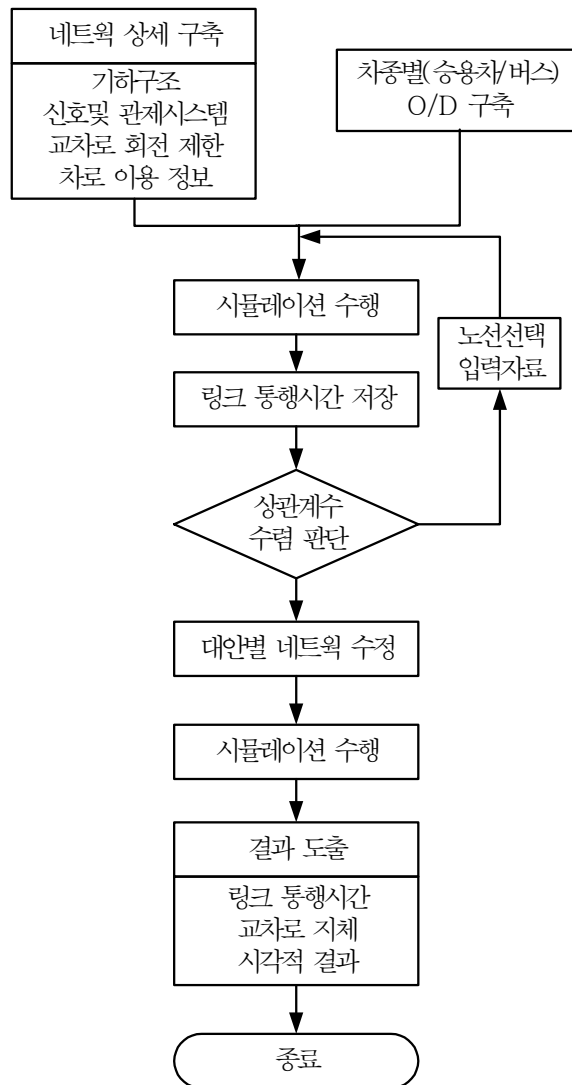 네트웍 상세 구축
기하구조
신호및 관제시스템
교차로 회전 제한
차로 이용 정보
차종별(승용차/버스)
O/D 구축
시뮬레이션 수행
노선선택
입력자료
링크 통행시간 저장
상관계수
수렴 판단
대안별 네트웍 수정
시뮬레이션 수행
결과 도출
링크 통행시간
교차로 지체
시각적 결과
종료